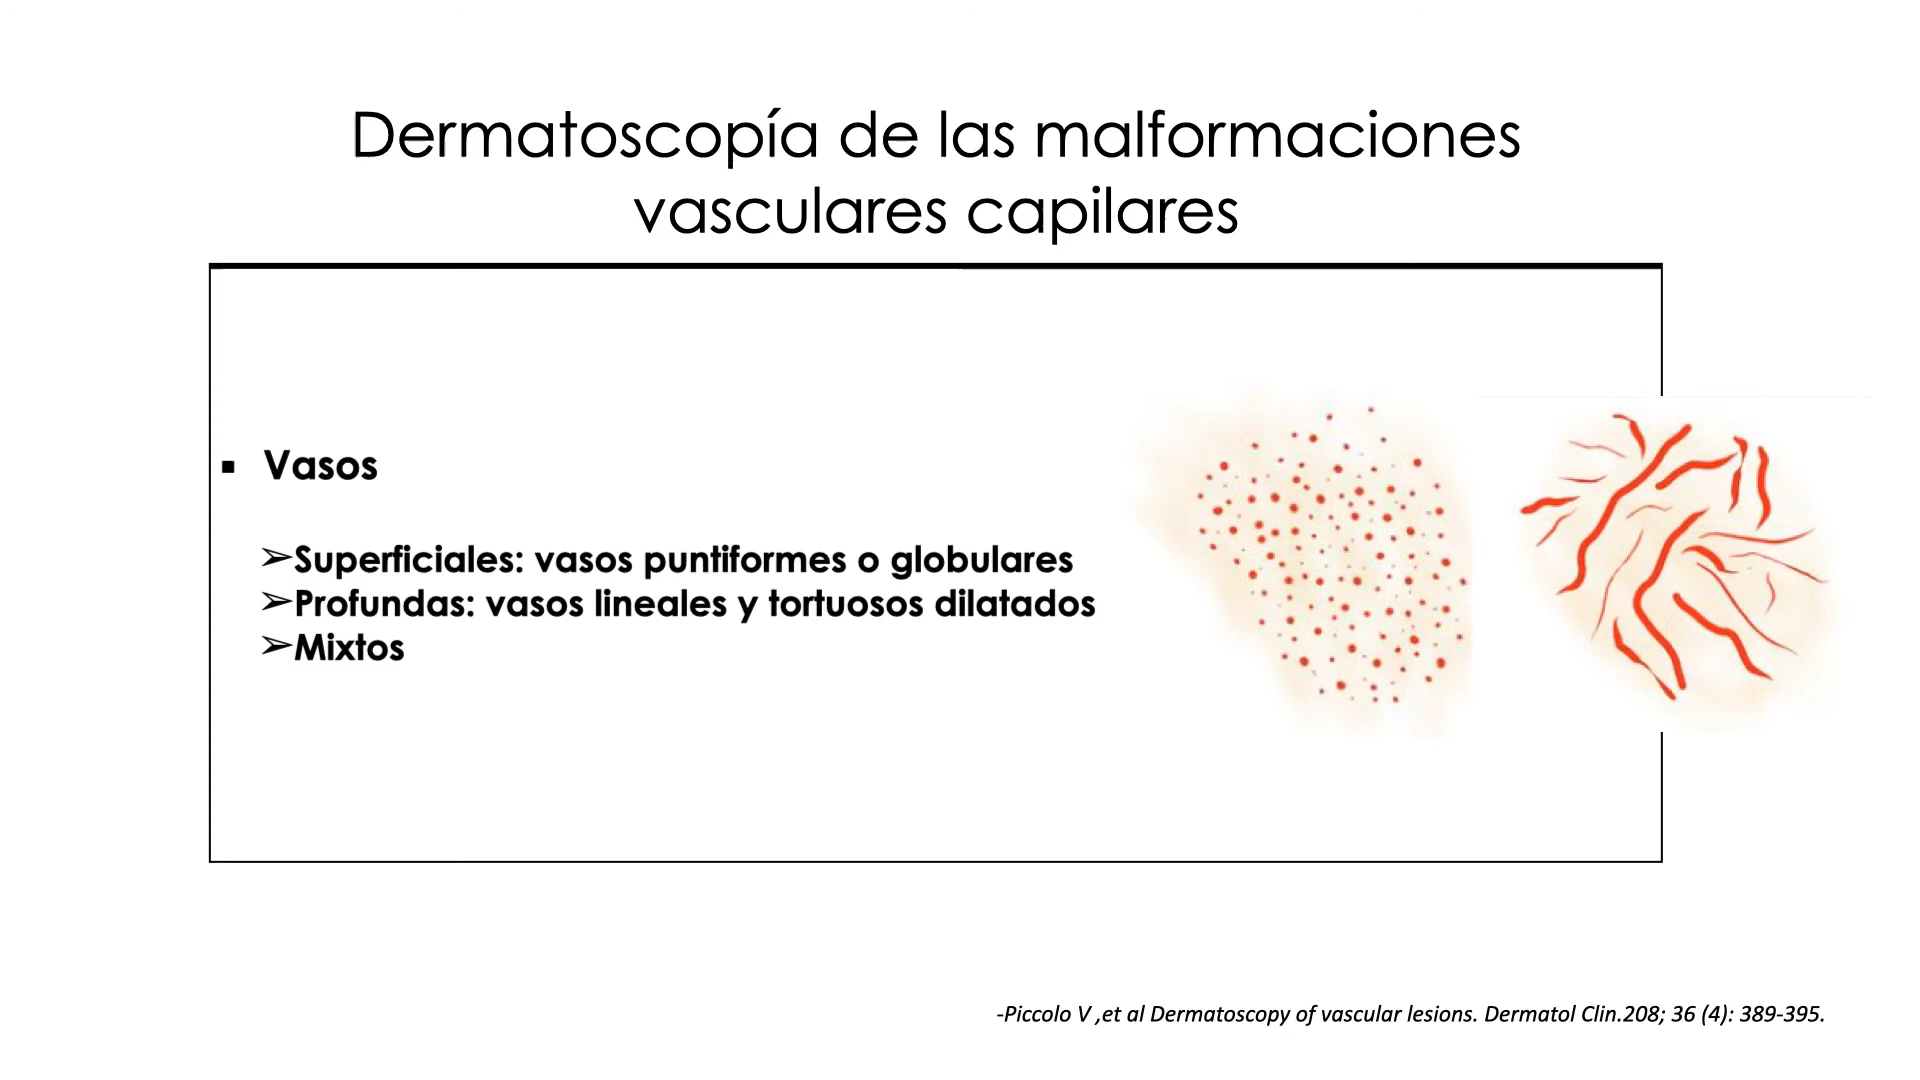 Dermatoscopía de las malformaciones
vasculares capilares
▪ Vasos
➢Superficiales: vasos puntiformes o globulares
➢Profundas: vasos lineales y tortuosos dilatados
➢Mixtos
-Piccolo V ,et al Dermatoscopy of vascular lesions. Dermatol Clin.208; 36 (4): 389-395.